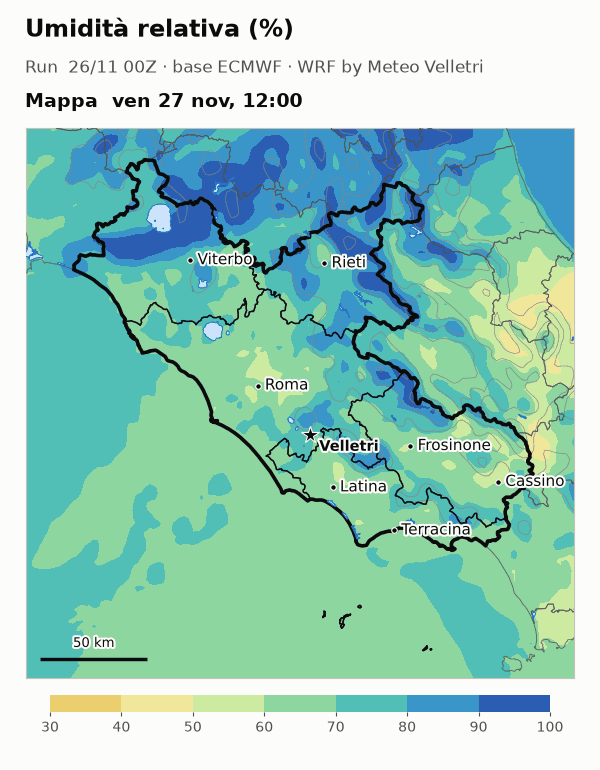 Umidità relativa (%)
Run  26/11 00Z · base ECMWF · WRF by Meteo Velletri
Mappa  ven 27 nov, 12:00
Viterbo
Rieti
Roma
Velletri
Frosinone
Cassino
Latina
Terracina
50 km
30 40 50 60 70 80 90 100